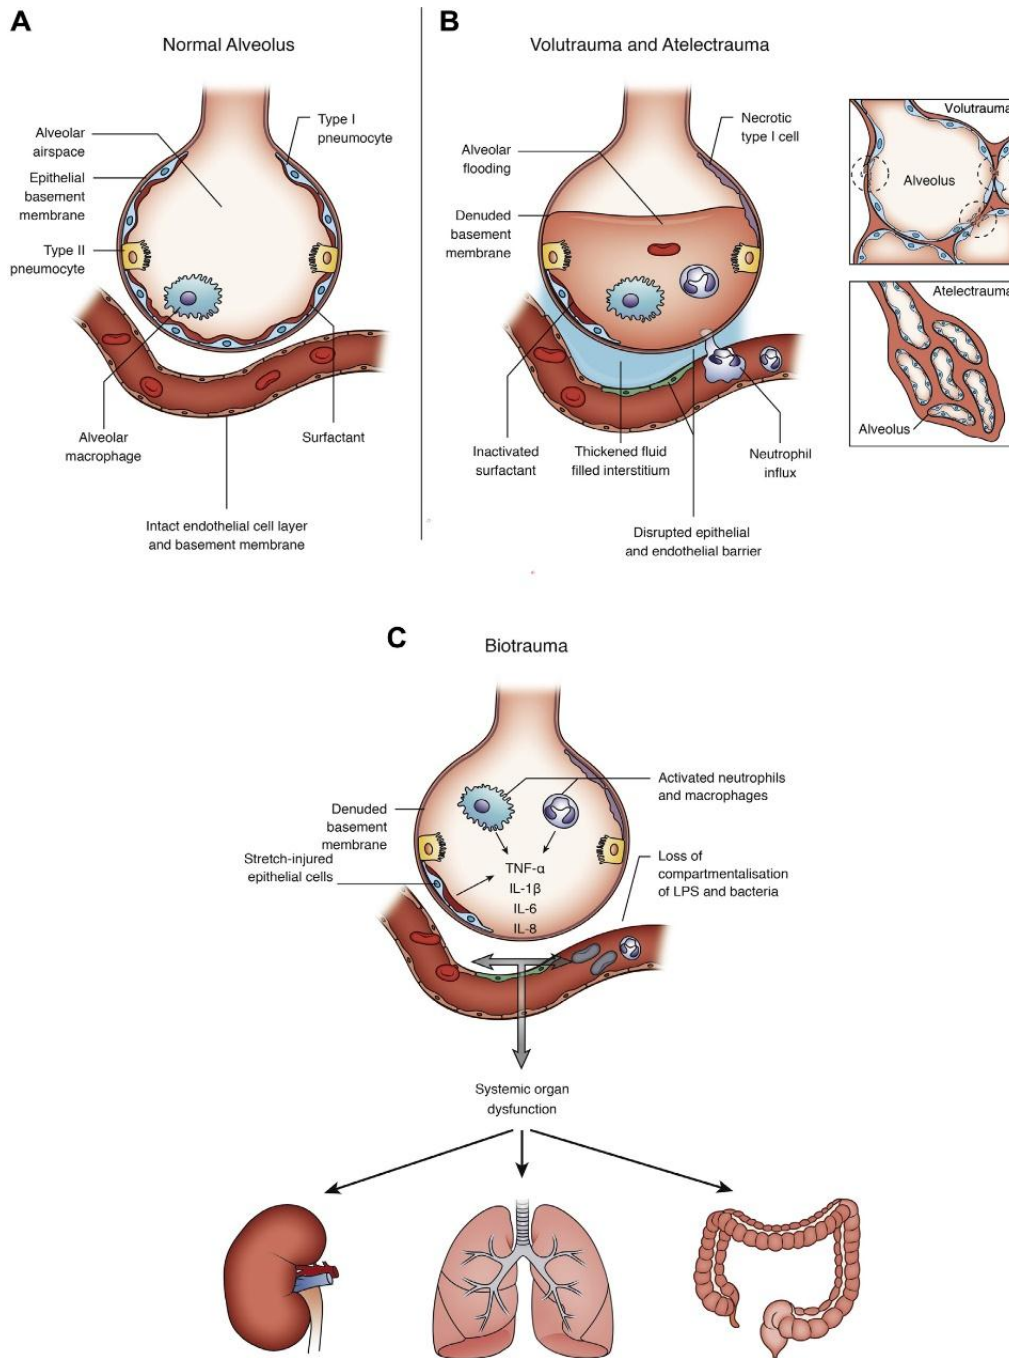 A
Normal Alveolus
Alveolar
airspace
Epithelial
basement
membrane
Type II
pneumocyte
Type I
pneumocyte
Alveolar
macrophage
Surfactant
Intact endothelial cell layer
and basement membrane
B
Volutrauma and Atelectrauma
Alveolar
flooding
Denuded
basement
membrane
Necrotic
type I cell
Inactivated
surfactant
Thickened fluid
filled interstitium
Neutrophil
influx
Disrupted epithelial
and endothelial barrier
Volutrauma
Alveolus
Atelectrauma
Alveolus
C
Biotrauma
Denuded
basement
membrane
Stretch-injured
epithelial cells
Activated neutrophils
and macrophages
TNF-α
IL-1β
IL-6
IL-8
Loss of
compartmentalisation
of LPS and bacteria
Systemic organ
dysfunction